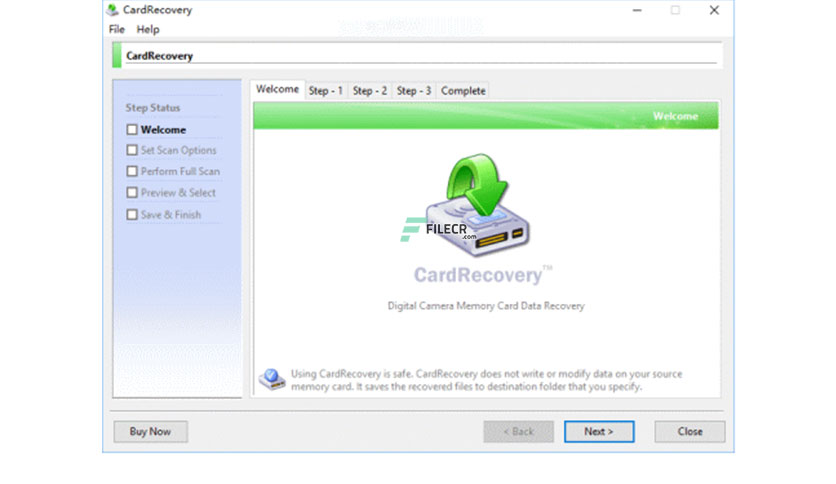 CardRecovery
File Help
CardRecovery
Step Status
Welcome
Set Scan Options
Perform Full Scan
Preview & Select
Save & Finish
Welcome Step - 1 Step - 2 Step - 3 Complete
Welcome
FILECR
.com
CardRecovery™
Digital Camera Memory Card Data Recovery
Using CardRecovery is safe. CardRecovery does not write or modify data on your source
memory card. It saves the recovered files to destination folder that you specify.
Buy Now
< Back
Next >
Close